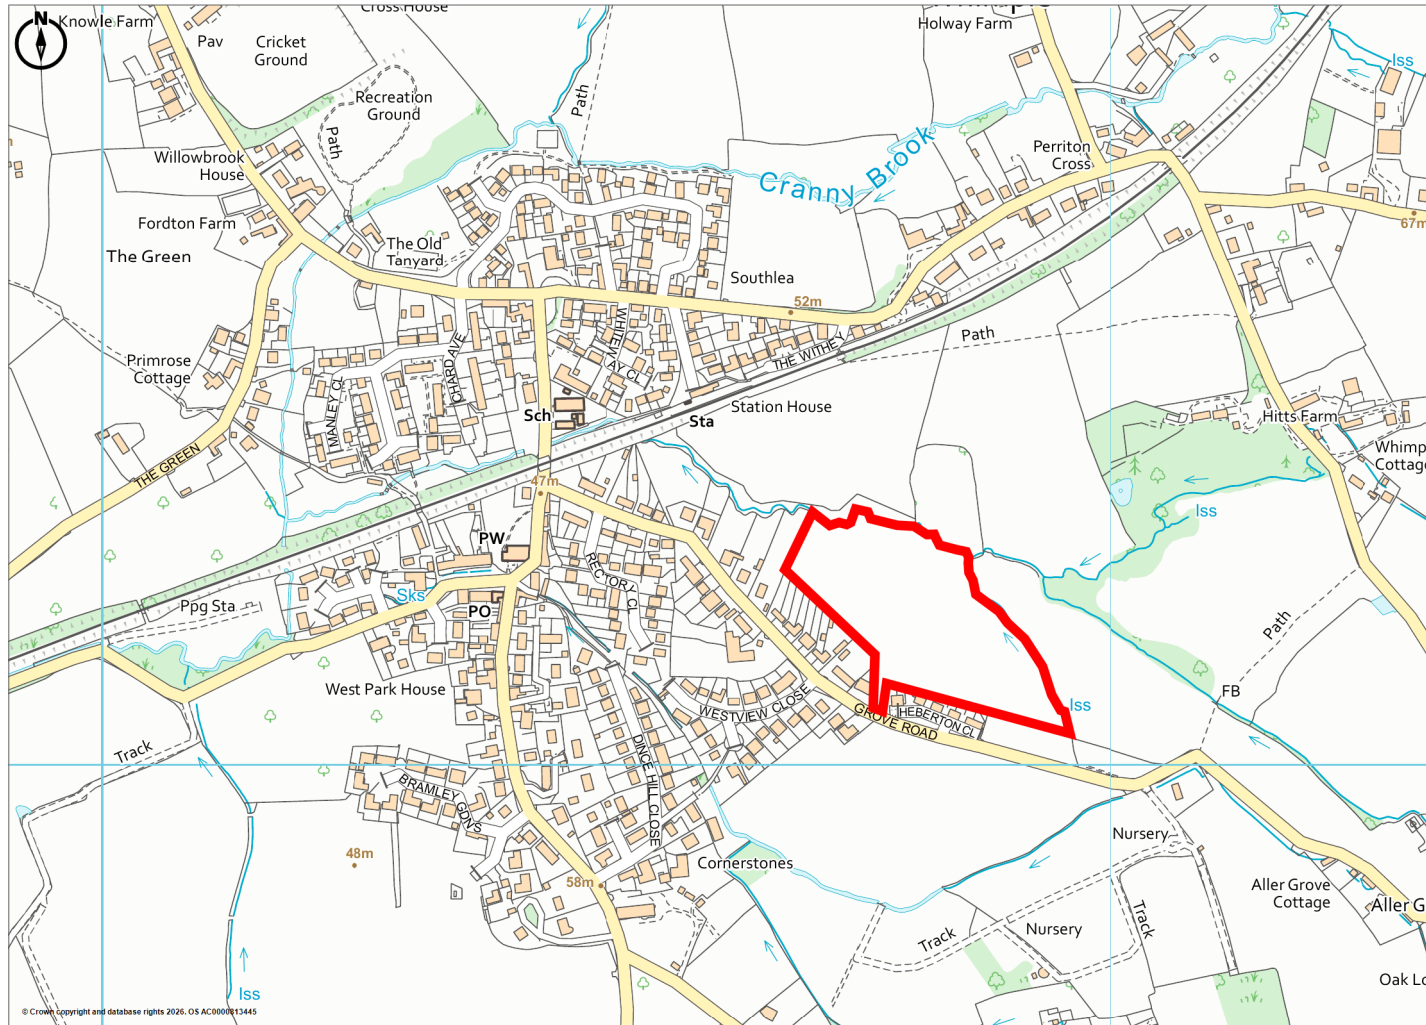 N
Knowle Farm
Cross House
Holway Farm
Pav
Cricket
Ground
Iss
Recreation
Ground
Path
Path
Willowbrook
House
Perriton
Cross
Cranny Brook
Fordton Farm
67m
The Green
The Old
Tanyard
Southlea
52m
Path
WHITEM
AY CL
THE WITHEY
CHARD AVE
Primrose
Cottage
MANLEY CL
Station House
Sch
Sta
Hitts Farm
Whimp
Cottag
THE GREEN
47m
Iss
Iss
PW
RECTORY CL
Sks
Ppg Sta
PO
Path
West Park House
FB
WESTVIEW CLOSE
Iss
HEBERTON CL
GROVE ROAD
Track
DINCE HILL CLOSE
BRAMLEY GDNS
Nursery
48m
Cornerstones
58m
Aller Grove
Cottage
Aller G
Track
Nursery
Track
Oak Lo
Iss
© Crown copyright and database rights 2026. OS AC0000813445